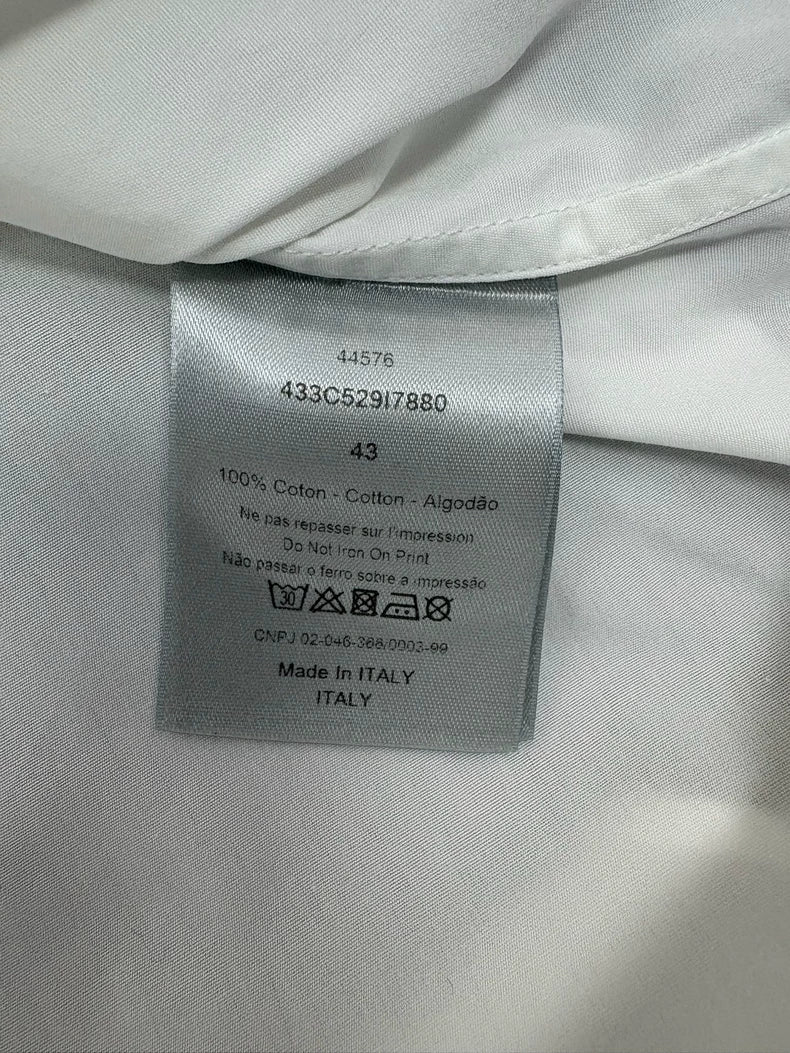 44576
433C529I7880
43
100% Coton - Cotton - Algodão
Ne pas repasser sur l'impression
Do Not Iron On Print
Não passar o ferro sobre a impressão
30
CNPJ 02-046-368/0003-99
Made In ITALY
ITALY